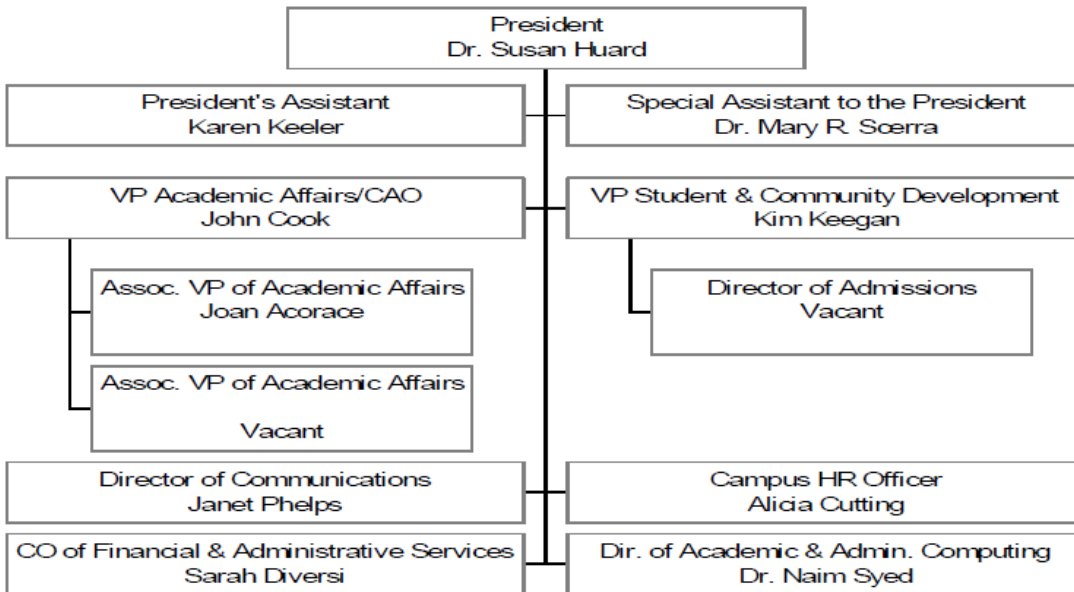 President
Dr. Susan Huard
President's Assistant
Karen Keeler
Special Assistant to the President
Dr. Mary R. Scerra
VP Academic Affairs/CAO
John Cook
VP Student & Community Development
Kim Keegan
Assoc. VP of Academic Affairs
Joan Acorace
Director of Admissions
Vacant
Assoc. VP of Academic Affairs
Vacant
Director of Communications
Janet Phelps
Campus HR Officer
Alicia Cutting
CO of Financial & Administrative Services
Sarah Diversi
Dir. of Academic & Admin. Computing
Dr. Naim Syed